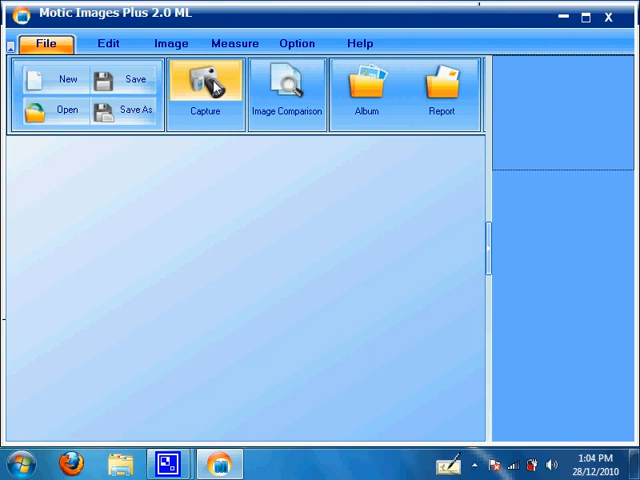 Motic Images Plus 2.0 ML
File Edit Image Measure Option Help
New Save
Open Save As
Capture
Image Comparison
Album
Report
1:04 PM
28/12/2010